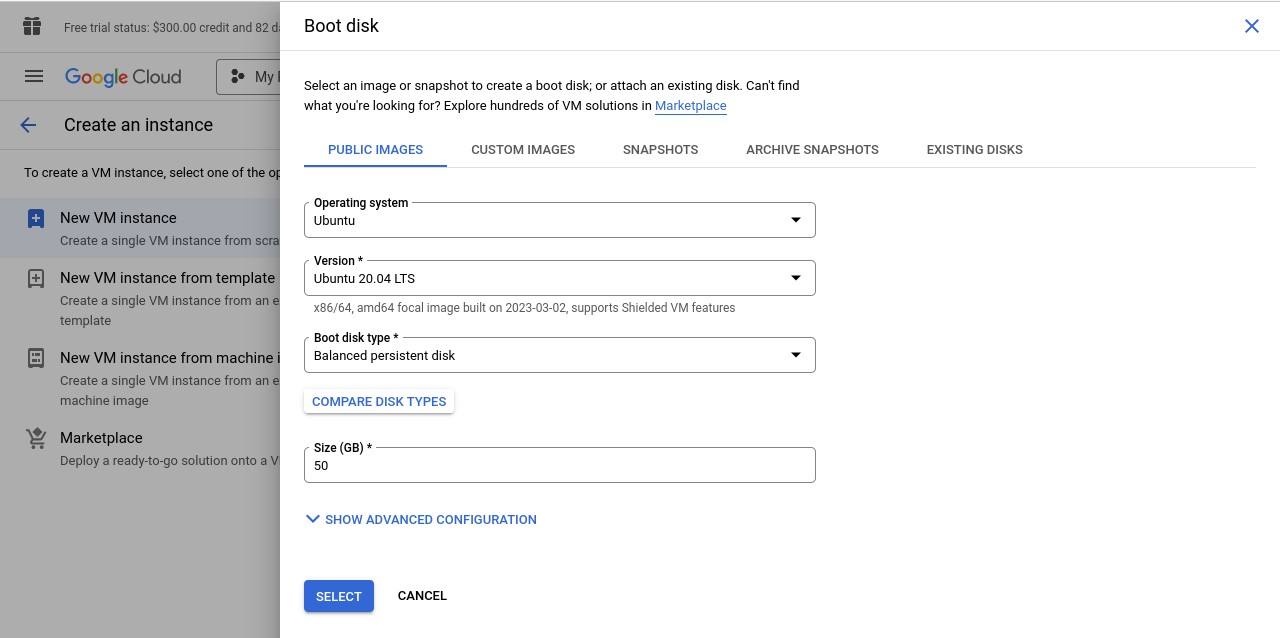 Free trial status: $300.00 credit and 82 d
Boot disk
Google Cloud
My
Create an instance
To create a VM instance, select one of the op
New VM instance
Create a single VM instance from scra
New VM instance from template
Create a single VM instance from an e
template
New VM instance from machine i
Create a single VM instance from an e
machine image
Marketplace
Deploy a ready-to-go solution onto a V
Select an image or snapshot to create a boot disk; or attach an existing disk. Can't find
what you're looking for? Explore hundreds of VM solutions in Marketplace
PUBLIC IMAGES CUSTOM IMAGES SNAPSHOTS ARCHIVE SNAPSHOTS EXISTING DISKS
Operating system
Ubuntu
Version *
Ubuntu 20.04 LTS
x86/64, amd64 focal image built on 2023-03-02, supports Shielded VM features
Boot disk type *
Balanced persistent disk
COMPARE DISK TYPES
Size (GB) *
50
SHOW ADVANCED CONFIGURATION
SELECT CANCEL